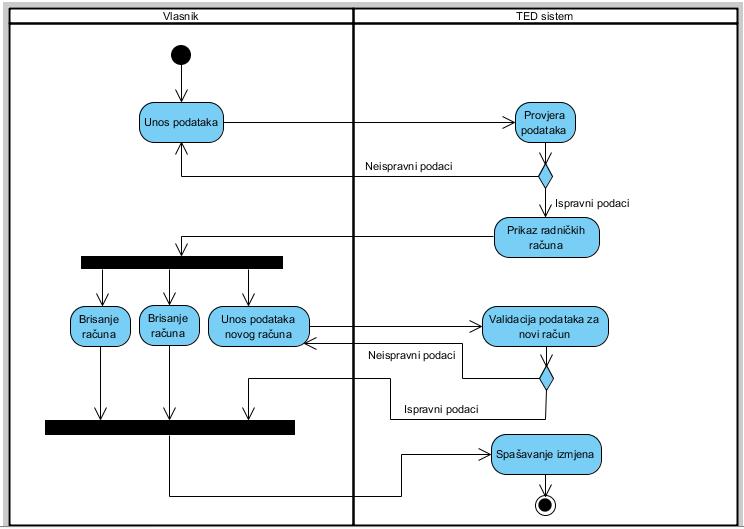 Vlasnik
TED sistem
Unos podataka
Provjera
podataka
Neispravni podaci
Ispravni podaci
Prikaz radničkih
računa
Brisanje
računa
Brisanje
računa
Unos podataka
novog računa
Validacija podataka za
novi račun
Neispravni podaci
Ispravni podaci
Spašavanje izmjena